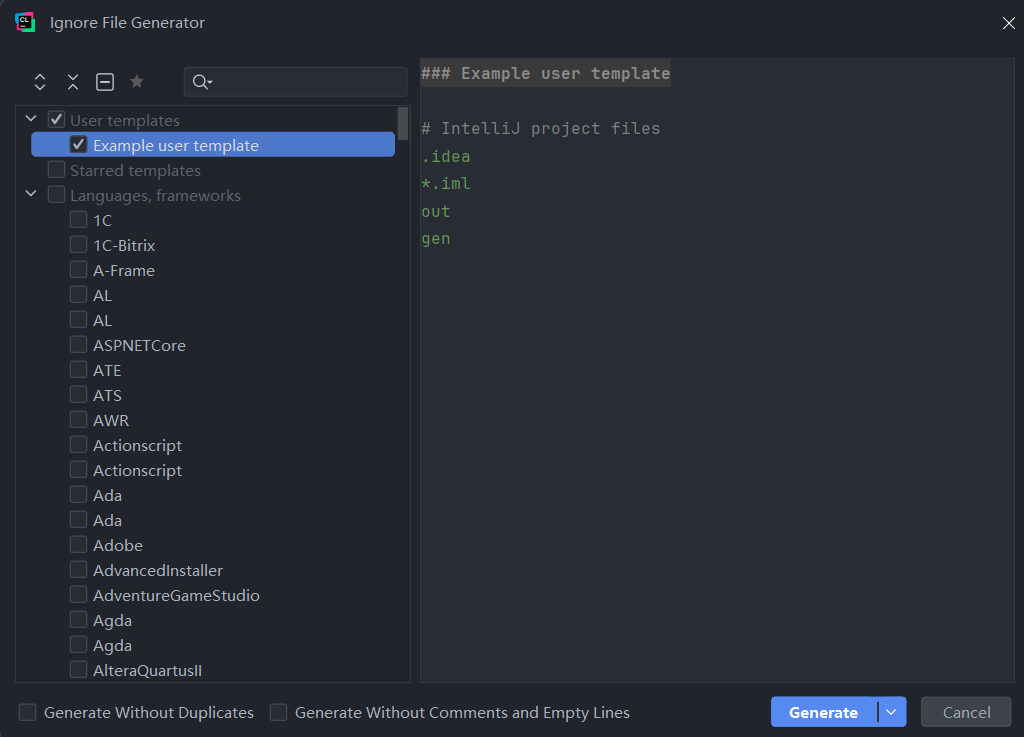 CL
Ignore File Generator
User templates
Example user template
Starred templates
Languages, frameworks
1C
1C-Bitrix
A-Frame
AL
AL
ASPNETCore
ATE
ATS
AWR
Actionscript
Actionscript
Ada
Ada
Adobe
AdvancedInstaller
AdventureGameStudio
Agda
Agda
AlteraQuartusII
### Example user template
# IntelliJ project files
.idea
*.iml
out
gen
Generate Without Duplicates
Generate Without Comments and Empty Lines
Generate
Cancel